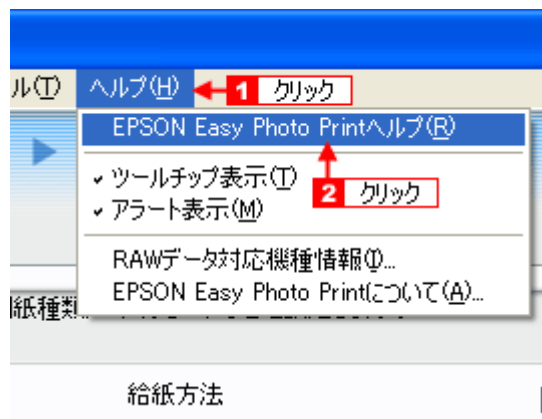 ル(T) ヘルプ(H) 1 クリック
EPSON Easy Photo Printヘルプ(R)
ツールチップ表示(T)
2 クリック
アラート表示(M)
RAWデータ対応機種情報(I)...
EPSON Easy Photo Printについて(A)...
用紙種類
給紙方法